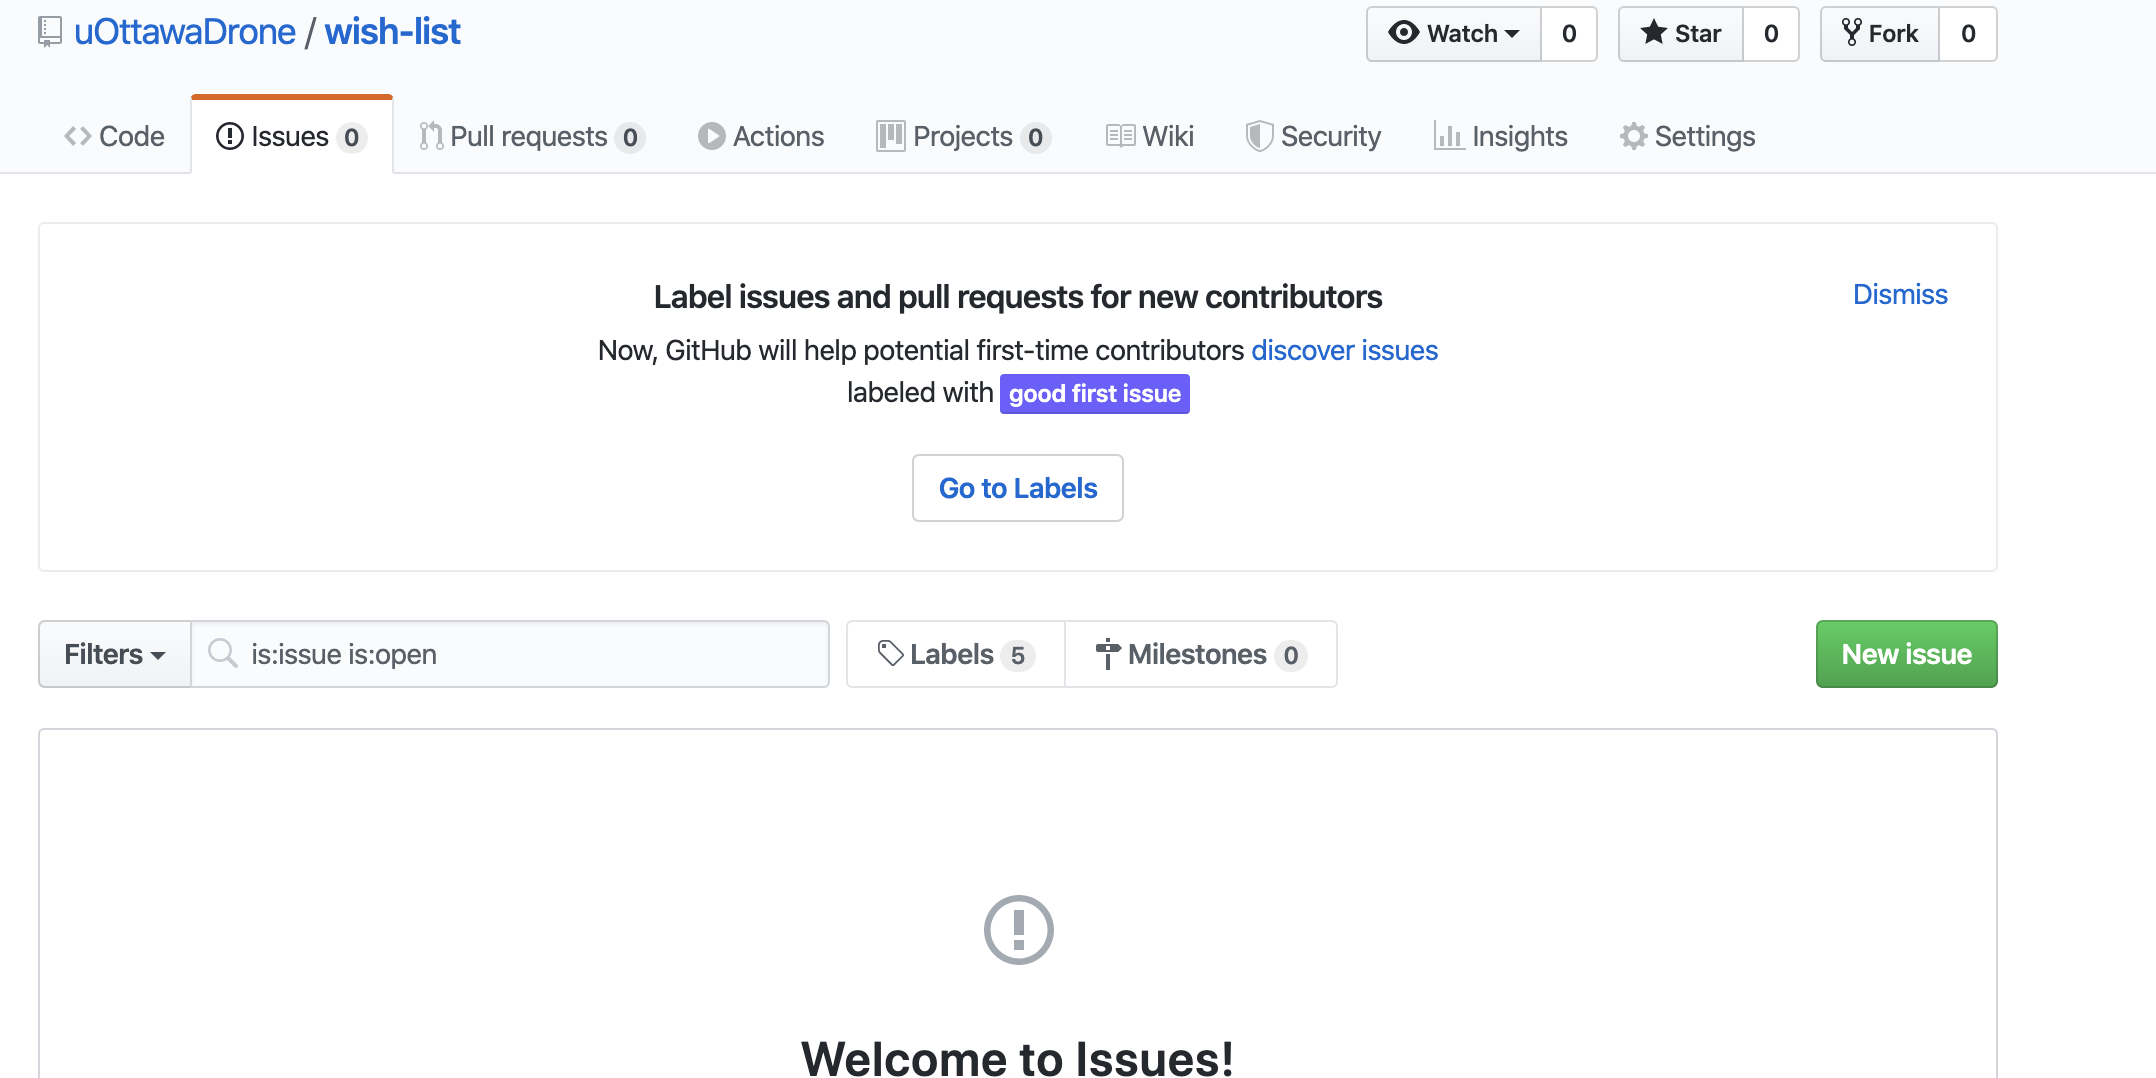 uOttawaDrone / wish-list
Watch 0 Star 0 Fork 0
Code Issues 0 Pull requests 0 Actions Projects 0 Wiki Security Insights Settings
Label issues and pull requests for new contributors
Dismiss
Now, GitHub will help potential first-time contributors discover issues
labeled with good first issue
Go to Labels
Filters is:issue is:open Labels 5 Milestones 0 New issue
Welcome to Issues!